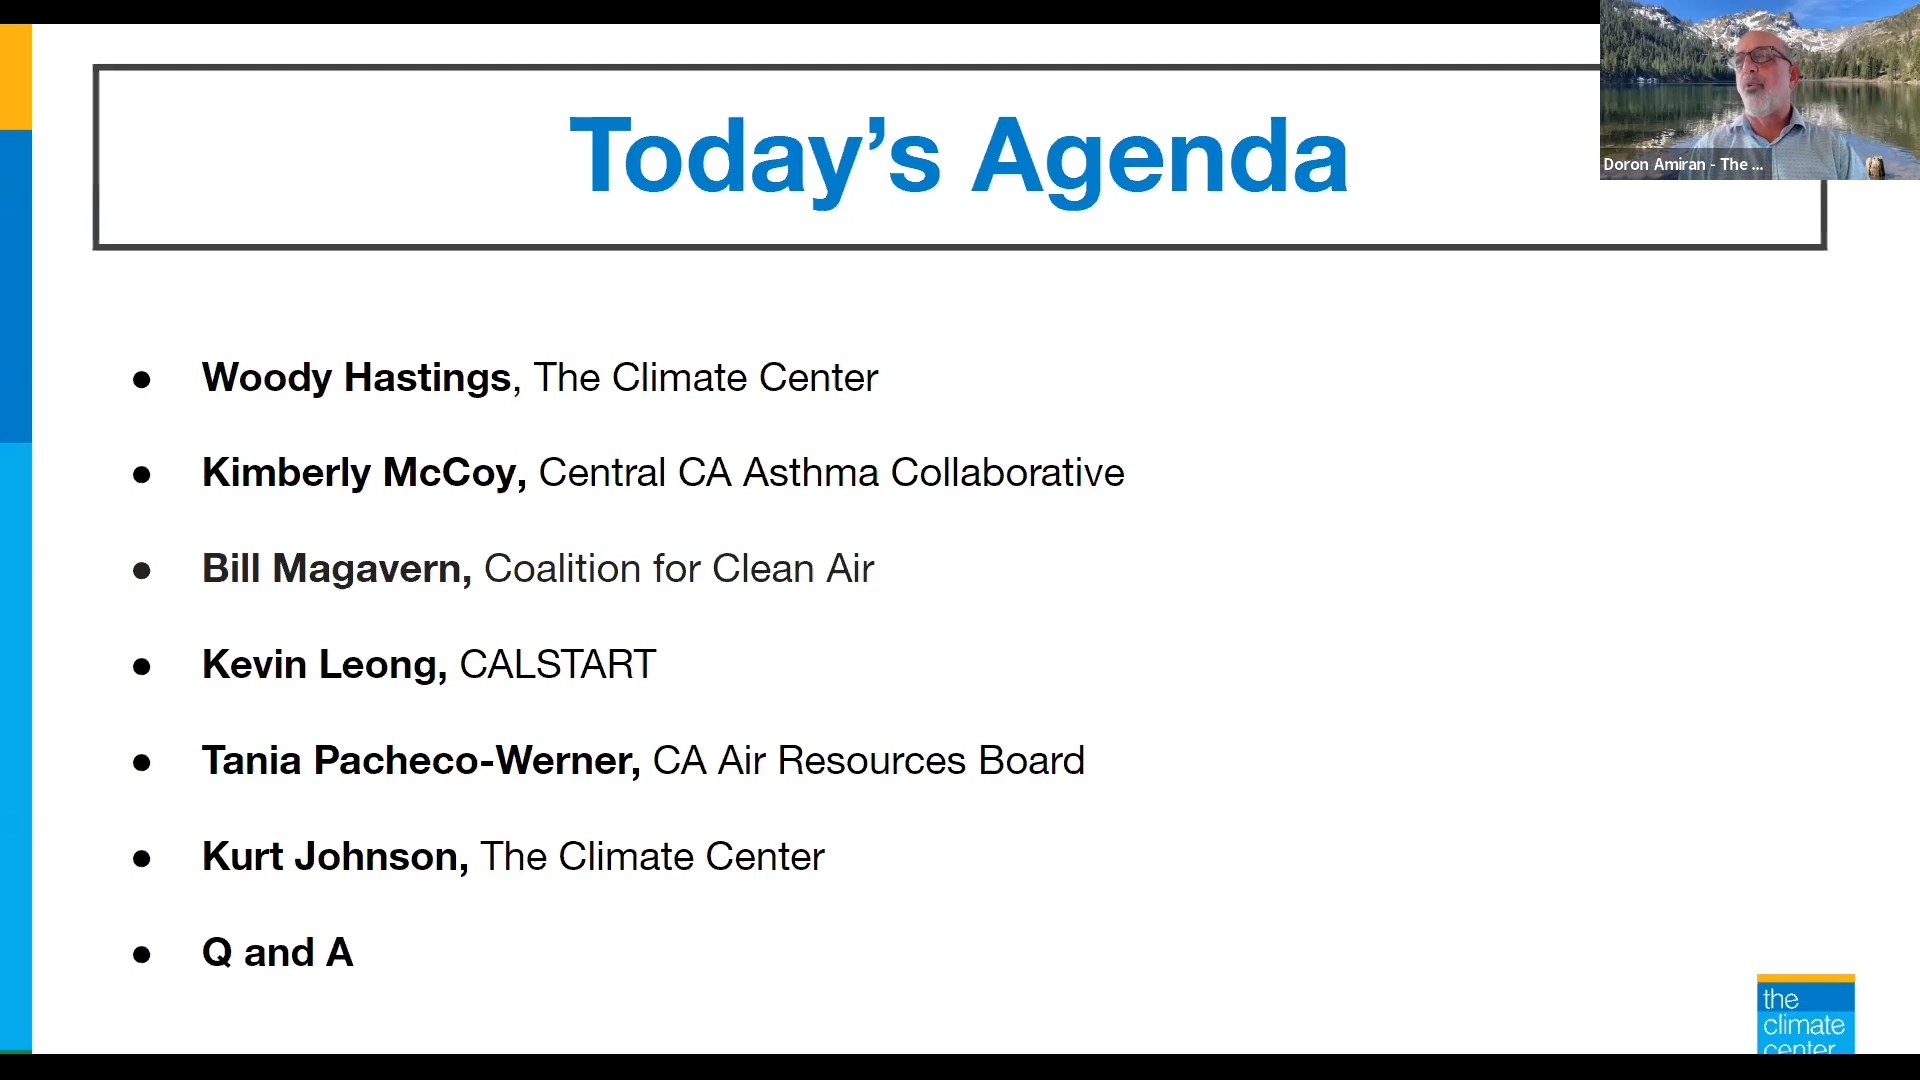 Today’s Agenda
Doron Amiran - The ...
● Woody Hastings, The Climate Center
● Kimberly McCoy, Central CA Asthma Collaborative
● Bill Magavern, Coalition for Clean Air
● Kevin Leong, CALSTART
● Tania Pacheco-Werner, CA Air Resources Board
● Kurt Johnson, The Climate Center
● Q and A
the
climate
center